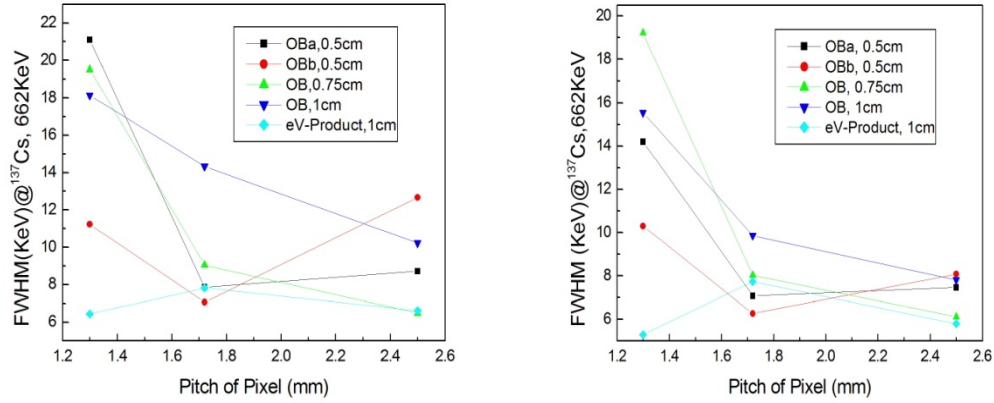 FWHM(KeV)@137Cs, 662KeV
22
20
18
16
14
12
10
8
6
OBa,0.5cm
OBb,0.5cm
OB,0.75cm
OB,1cm
eV-Product,1cm
1.2 1.4 1.6 1.8 2.0 2.2 2.4 2.6
Pitch of Pixel (mm)
FWHM (KeV)@137Cs, 662KeV
20
18
16
14
12
10
8
6
OBa, 0.5cm
OBb, 0.5cm
OB, 0.75cm
OB, 1cm
eV-Product, 1cm
1.2 1.4 1.6 1.8 2.0 2.2 2.4 2.6
Pitch of Pixel (mm)